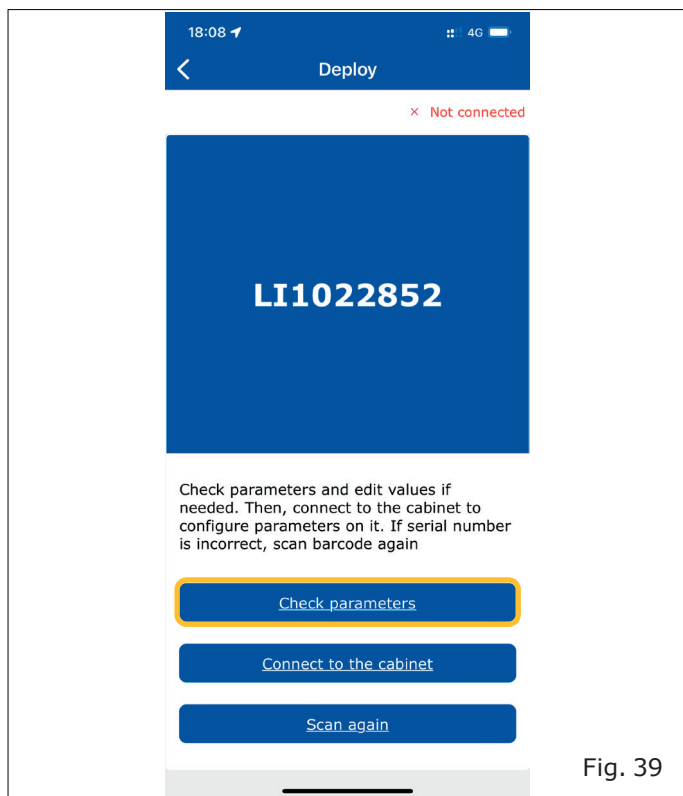 18:08
4G
Deploy
× Not connected
LI1022852
Check parameters and edit values if
needed. Then, connect to the cabinet to
configure parameters on it. If serial number
is incorrect, scan barcode again
Check parameters
Connect to the cabinet
Scan again
Fig. 39